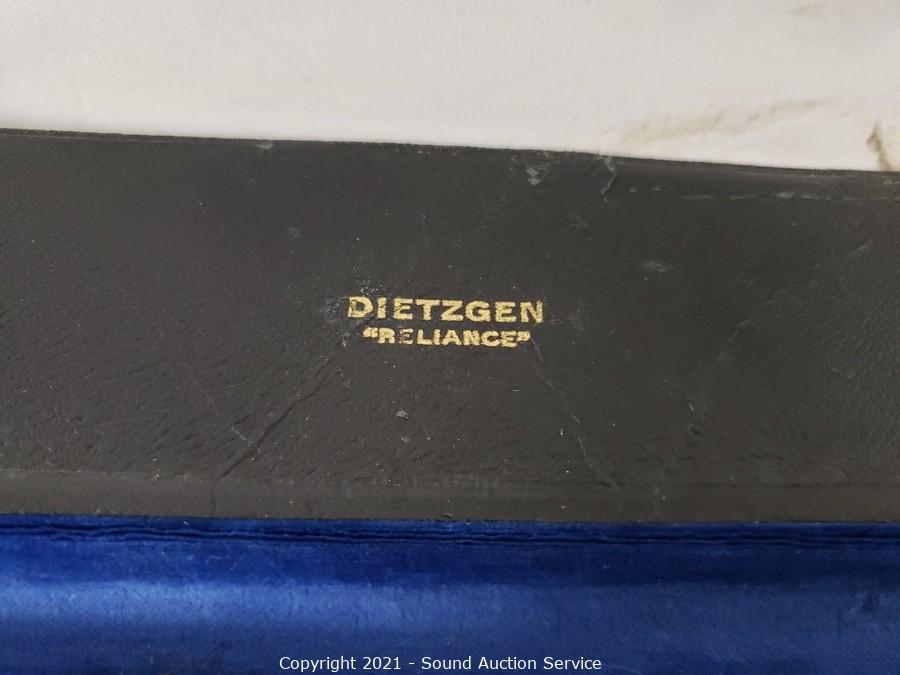 DIETZGEN
"RELIANCE"
Copyright 2021 - Sound Auction Service